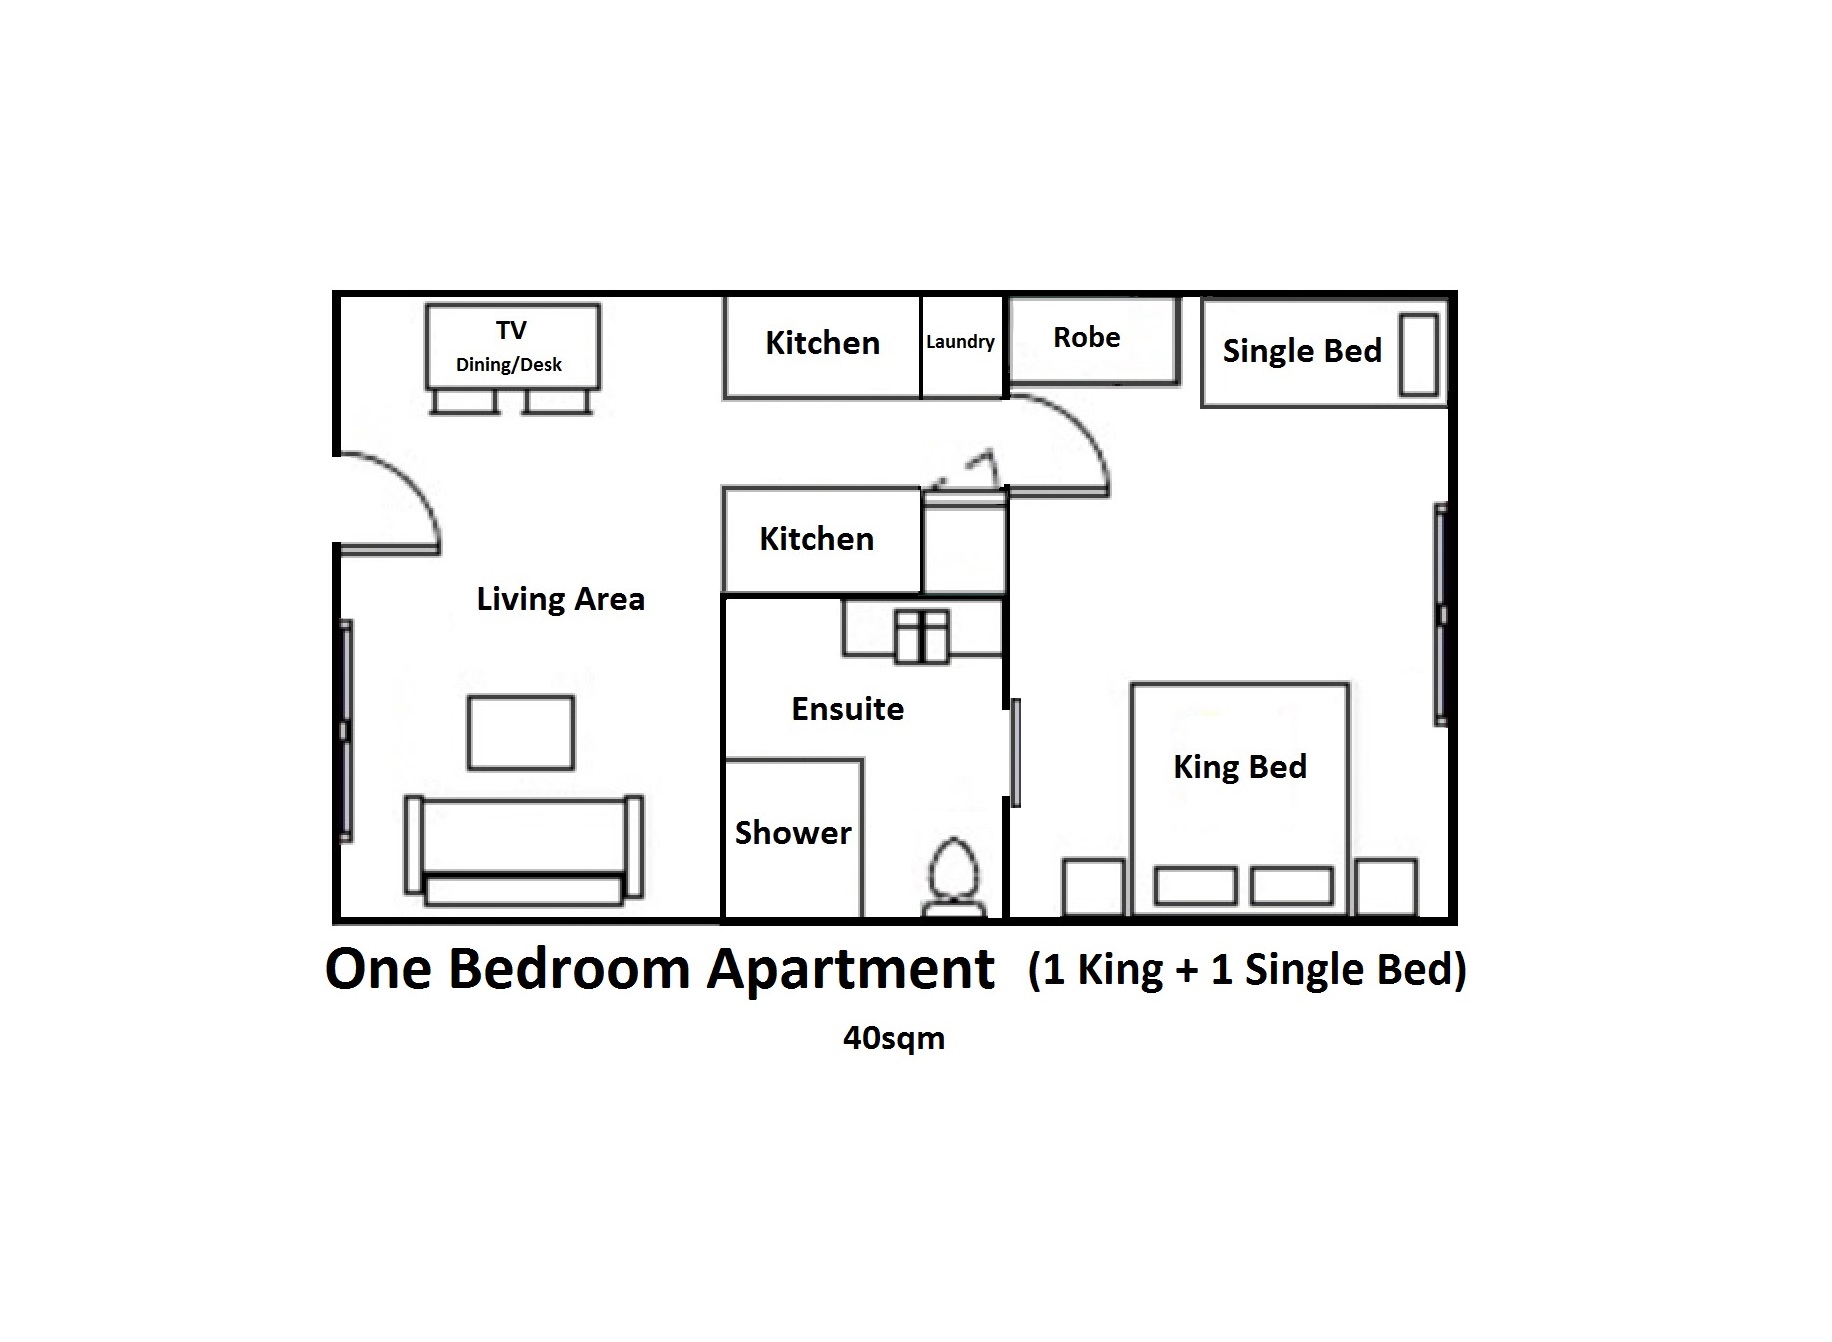 TV
Dining/Desk
Kitchen
Laundry
Robe
Single Bed
Kitchen
Living Area
Ensuite
King Bed
Shower
One Bedroom Apartment (1 King + 1 Single Bed)
40sqm